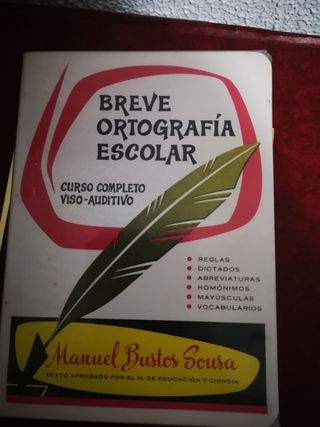 BREVE
ORTOGRAFÍA
ESCOLAR
CURSO COMPLETO
VISO-AUDITIVO
REGLAS
DICTADOS
ABREVIATURAS
HOMÓNIMOS
MAYÚSCULAS
VOCABULARIOS
Manuel Bustos Sousa
TEXTO APROBADO POR EL M. DE EDUCACIÓN Y CIENCIA